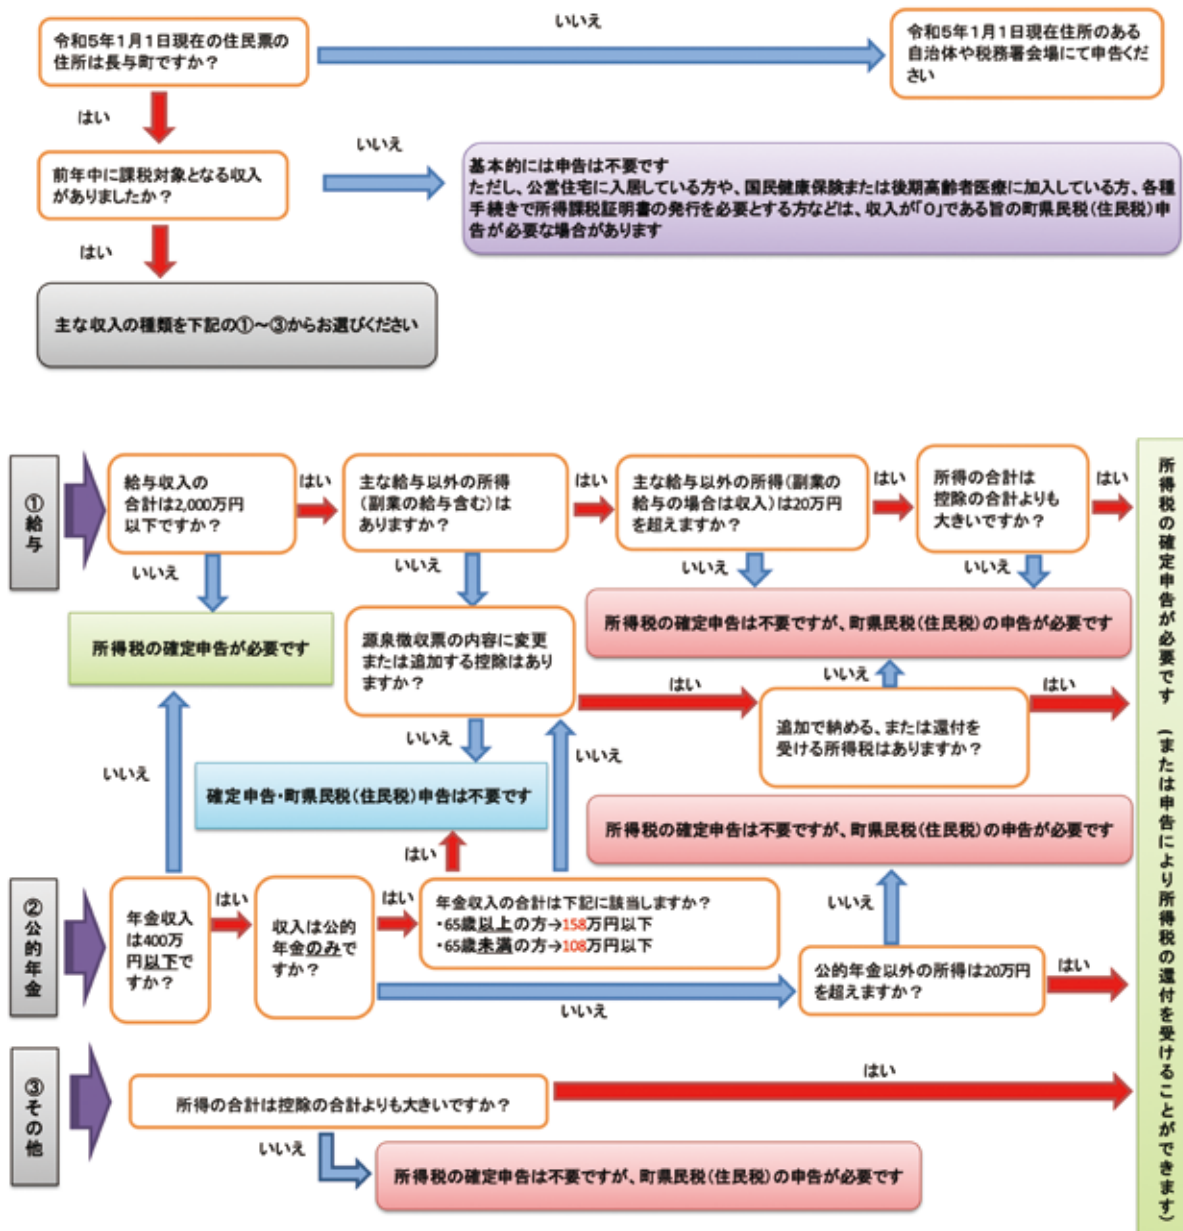 令和5年1月1日現在の住民票の
住所は長与町ですか？
いいえ
令和5年1月1日現在住所のある
自治体や税務署会場にて申告くだ
さい
はい
前年中に課税対象となる収入
がありましたか？
いいえ
基本的には申告は不要です
ただし、公営住宅に入居している方や、国民健康保険または後期高齢者医療に加入している方、各種
手続きで所得課税証明書の発行を必要とする方などは、収入が「0」である旨の町県民税(住民税)申
告が必要な場合があります
はい
主な収入の種類を下記の①～③からお選びください
①給与
給与収入の
合計は2,000万円
以下ですか？
はい
主な給与以外の所得
(副業の給与含む)は
ありますか？
はい
主な給与以外の所得(副業の
給与の場合は収入)は20万円
を超えますか？
はい
所得の合計は
控除の合計よりも
大きいですか？
はい
いいえ
いいえ
いいえ
いいえ
所得税の確定申告が必要です
源泉徴収票の内容に変更
または追加する控除はあり
ますか？
所得税の確定申告は不要ですが、町県民税(住民税)の申告が必要です
はい
いいえ
はい
追加で納める、または還付を
受ける所得税はありますか？
いいえ
いいえ
いいえ
確定申告・町県民税(住民税)申告は不要です
所得税の確定申告は不要ですが、町県民税(住民税)の申告が必要です
はい
②公的年金
年金収入
は400万
円以下で
すか？
はい
収入は公的
年金のみで
すか？
はい
年金収入の合計は下記に該当しますか？
・65歳以上の方→158万円以下
・65歳未満の方→108万円以下
いいえ
いいえ
公的年金以外の所得は20万円
を超えますか？
はい
③その他
所得の合計は控除の合計よりも大きいですか？
はい
いいえ
所得税の確定申告は不要ですが、町県民税(住民税)の申告が必要です
所得税の確定申告が必要です (または申告により所得税の還付を受けることができます)